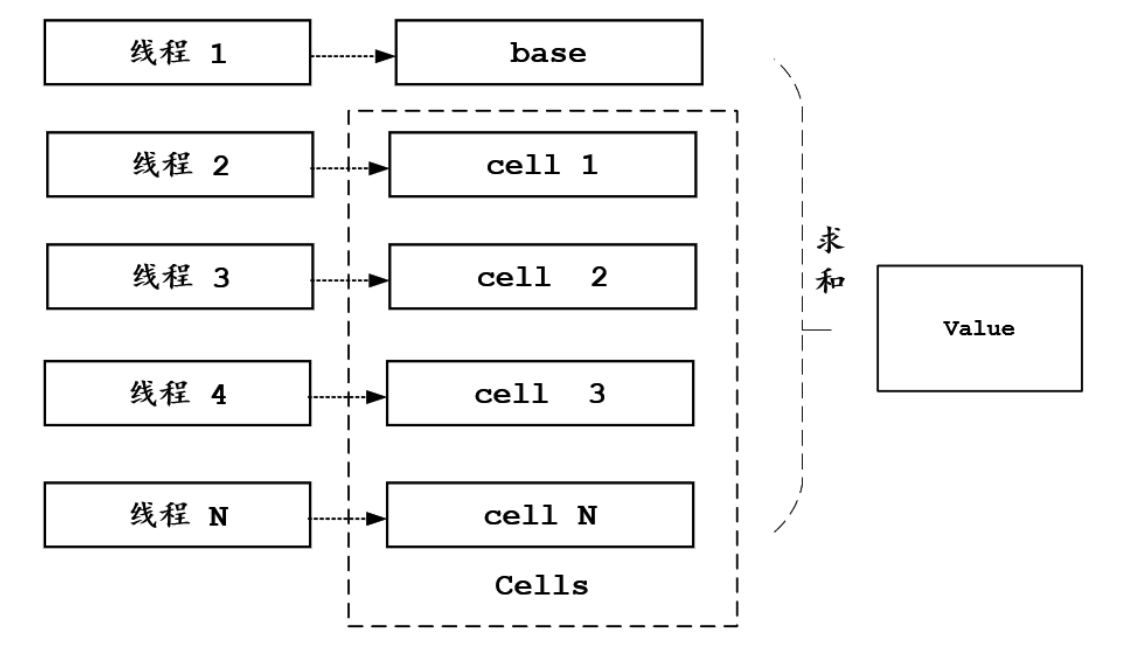 线程 1
base
线程 2
cell 1
线程 3
cell 2
线程 4
cell 3
线程 N
cell N
Cells
求和
Value